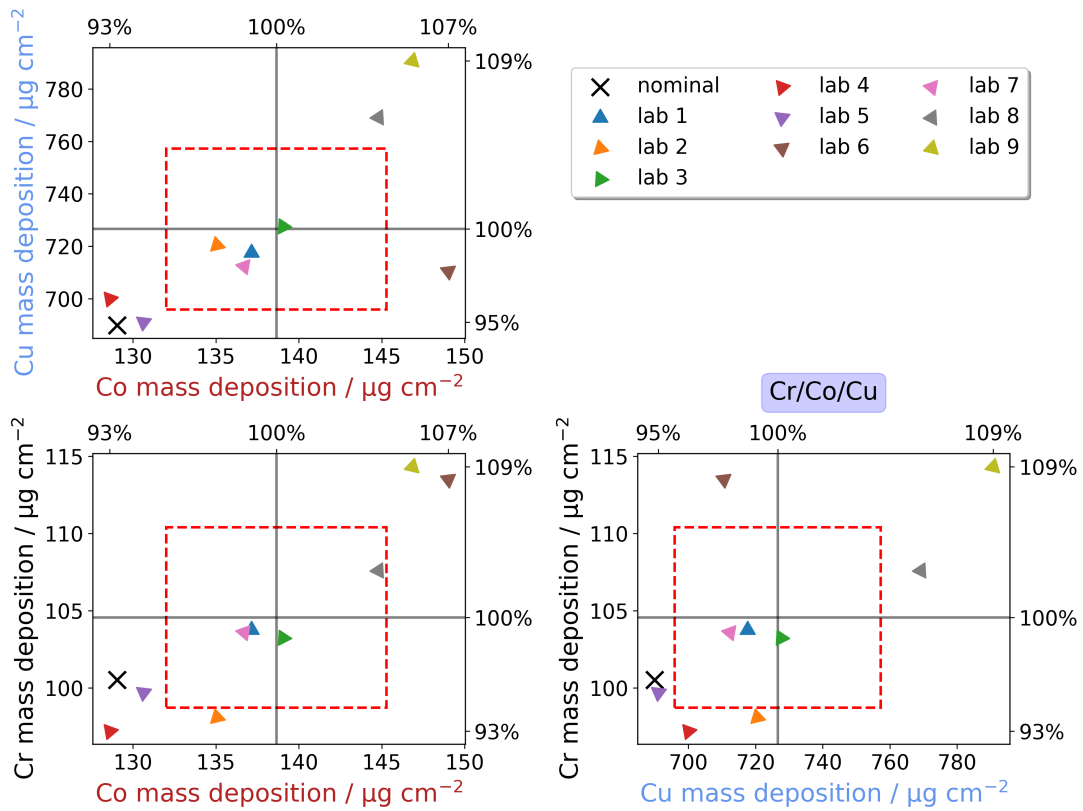 93% 100% 107%
Cu mass deposition / µg cm⁻²
780
760
740
720
700
109%
100%
95%
130 135 140 145 150
Co mass deposition / µg cm⁻²
nominal
lab 1
lab 2
lab 3
lab 4
lab 5
lab 6
lab 7
lab 8
lab 9
Cr/Co/Cu
93% 100% 107%
Cr mass deposition / µg cm⁻²
115
110
105
100
109%
100%
93%
130 135 140 145 150
Co mass deposition / µg cm⁻²
95% 100% 109%
Cr mass deposition / µg cm⁻²
115
110
105
100
109%
100%
93%
700 720 740 760 780
Cu mass deposition / µg cm⁻²